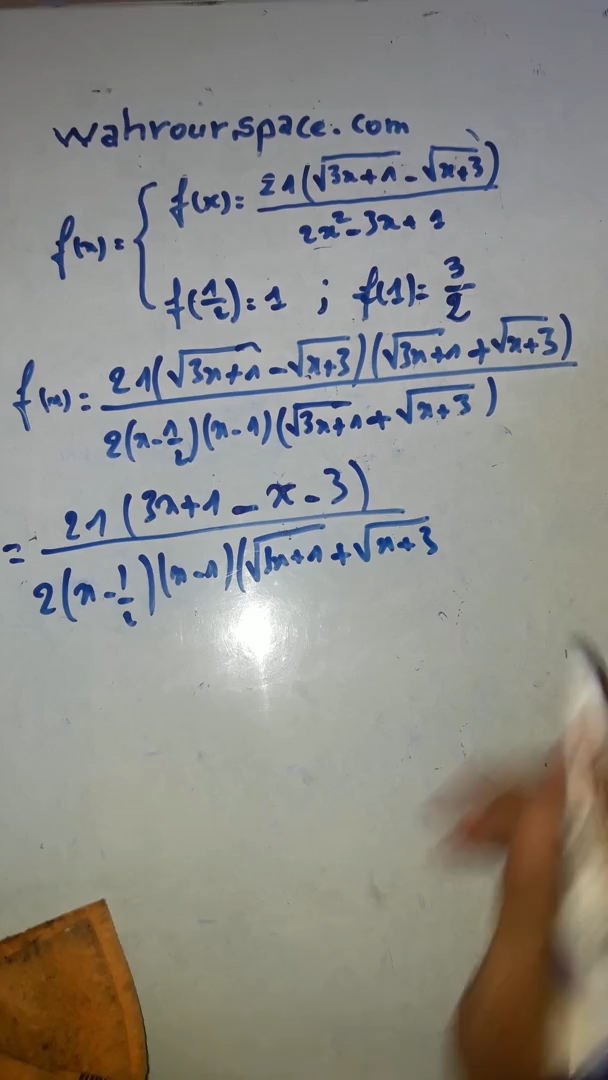 wahrour.space.com
f(x) = { f(x) = 21(√(3x+1) - √(x+3)) / (2x² - 3x + 1)
f(1/2) = 1 ; f(1) = 3/2
f(x) = 21(√(3x+1) - √(x+3))(√(3x+1) + √(x+3)) / 2(x - 1/2)(x - 1)(√(3x+1) + √(x+3))
= 21(3x+1 - x - 3) / 2(x - 1/2)(x - 1)(√(3x+1) + √(x+3)